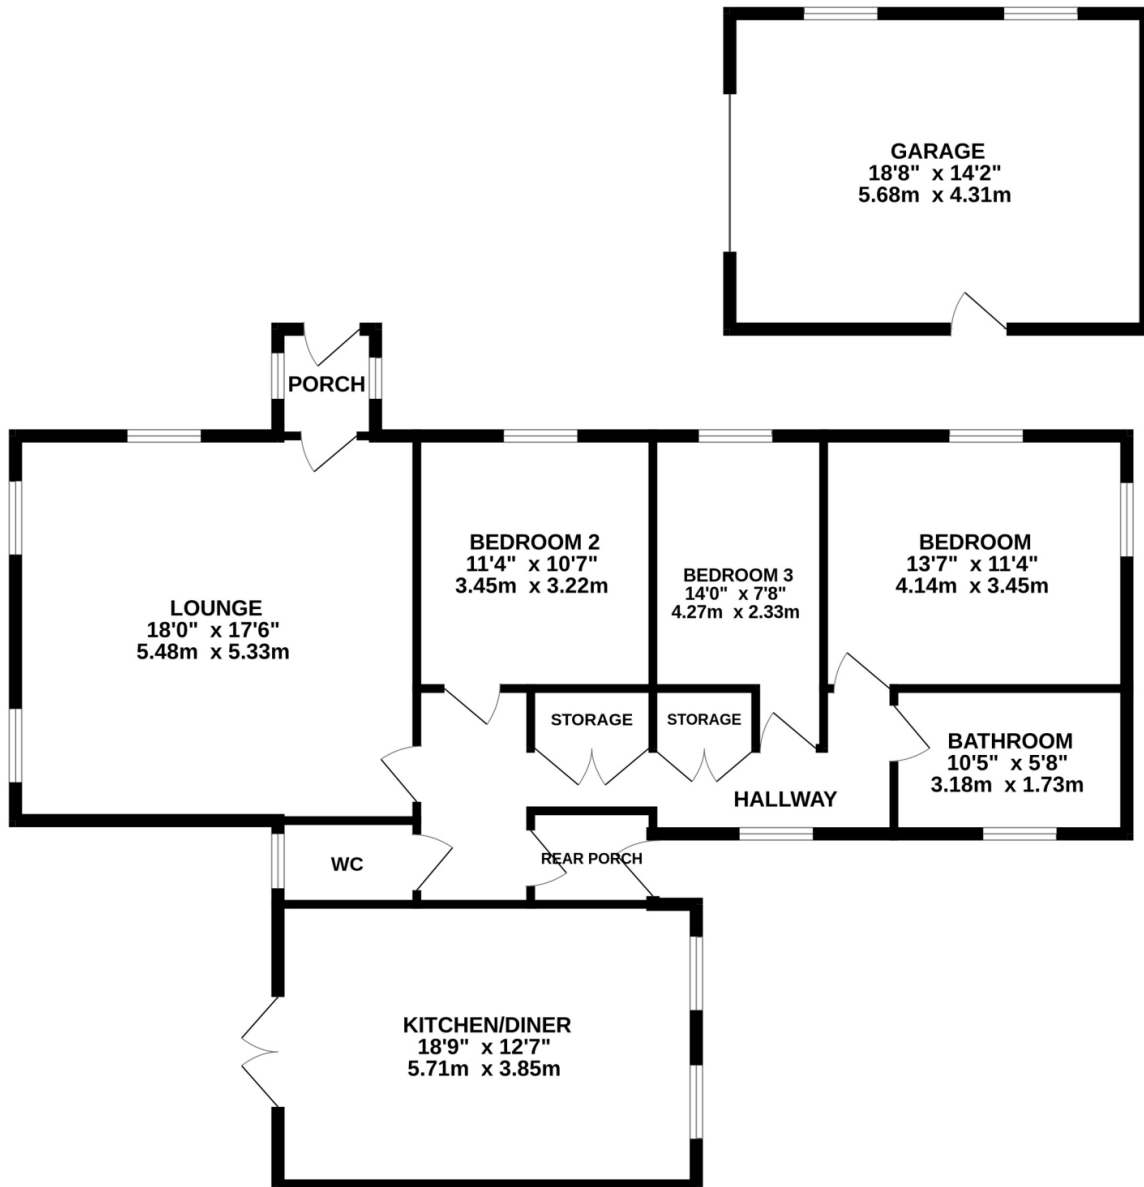 GARAGE
18'8" x 14'2"
5.68m x 4.31m
PORCH
LOUNGE
18'0" x 17'6"
5.48m x 5.33m
BEDROOM 2
11'4" x 10'7"
3.45m x 3.22m
BEDROOM 3
14'0" x 7'8"
4.27m x 2.33m
BEDROOM
13'7" x 11'4"
4.14m x 3.45m
STORAGE
STORAGE
BATHROOM
10'5" x 5'8"
3.18m x 1.73m
HALLWAY
WC
REAR PORCH
KITCHEN/DINER
18'9" x 12'7"
5.71m x 3.85m